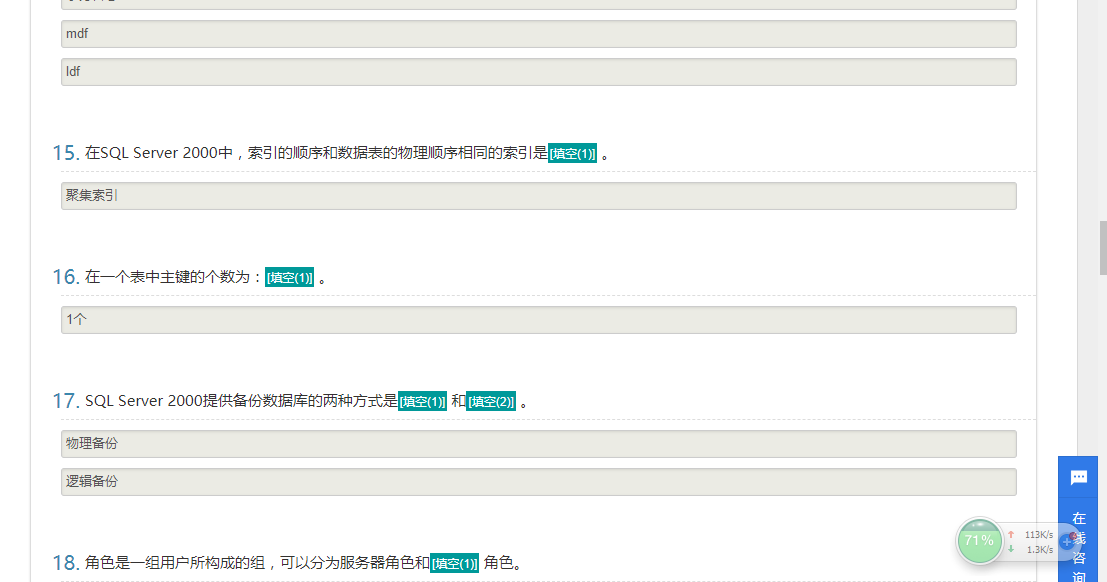 mdf
ldf
15. 在SQL Server 2000中，索引的顺序和数据表的物理顺序相同的索引是[填空(1)] 。
聚集索引
16. 在一个表中主键的个数为：[填空(1)] 。
1个
17. SQL Server 2000提供备份数据库的两种方式是[填空(1)] 和[填空(2)] 。
物理备份
逻辑备份
18. 角色是一组用户所构成的组，可以分为服务器角色和[填空(1)] 角色。
71%
113K/s
1.3K/s
在
线
咨
询